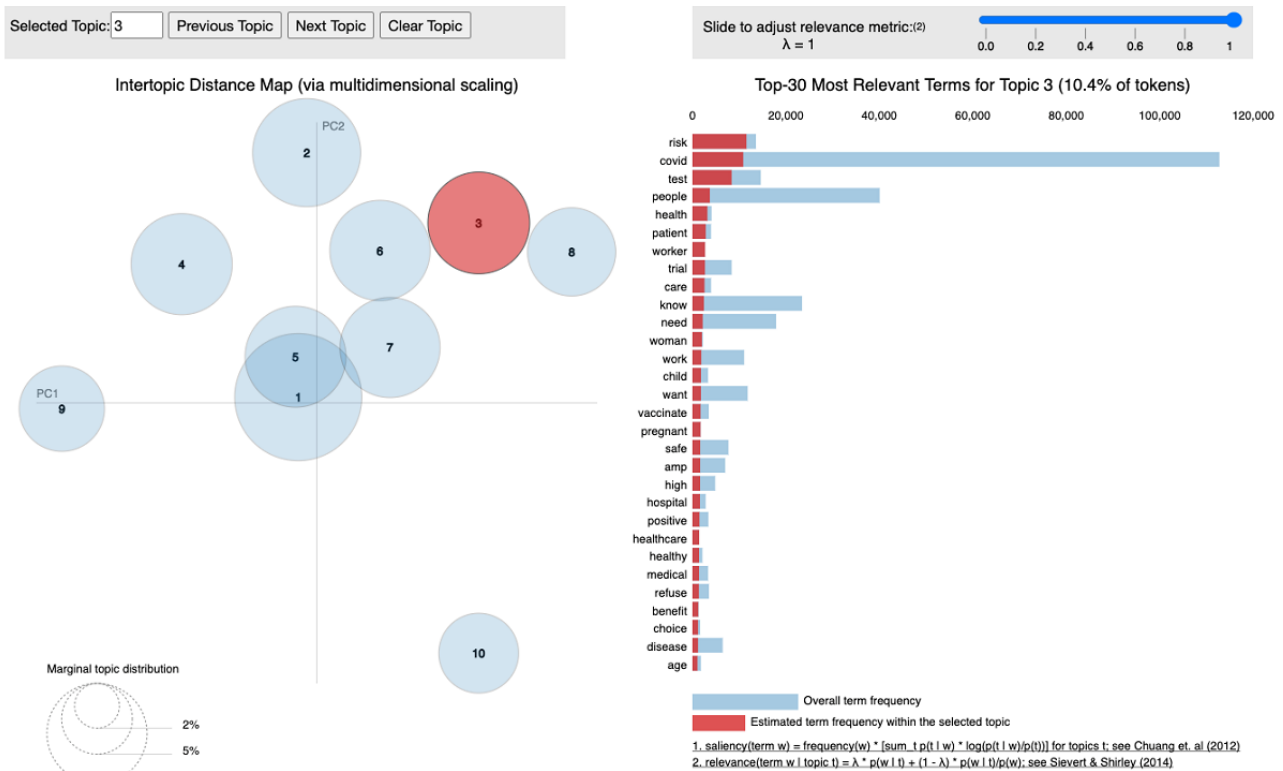 Selected Topic: 3 Previous Topic Next Topic Clear Topic
Slide to adjust relevance metric:(2)
λ = 1
0.0 0.2 0.4 0.6 0.8 1
Intertopic Distance Map (via multidimensional scaling)
PC2
2
3
6
8
4
5
7
1
PC1
9
10
Marginal topic distribution
2%
5%
Top-30 Most Relevant Terms for Topic 3 (10.4% of tokens)
0 20,000 40,000 60,000 80,000 100,000 120,000
risk
covid
test
people
health
patient
worker
trial
care
know
need
woman
work
child
want
vaccinate
pregnant
safe
amp
high
hospital
positive
healthcare
healthy
medical
refuse
benefit
choice
disease
age
Overall term frequency
Estimated term frequency within the selected topic
1. saliency(term w) = frequency(w) * [sum_t p(t | w) * log(p(t | w)/p(t))] for topics t; see Chuang et. al (2012)
2. relevance(term w | topic t) = λ * p(w | t) + (1 - λ) * p(w | t)/p(w); see Sievert & Shirley (2014)